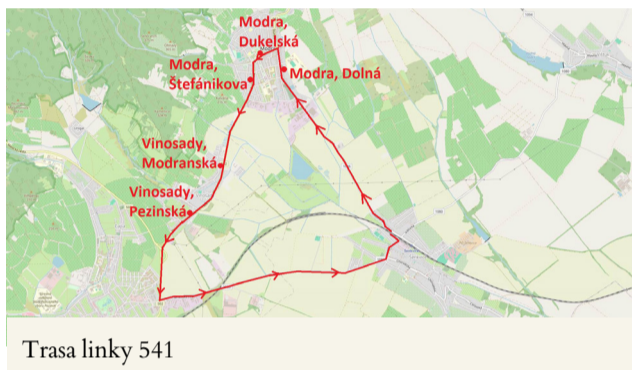 Modra,
Dukelská
Modra,
Štefánikova
Modra, Dolná
Vinosady,
Modranská
Vinosady,
Pezinská
Trasa linky 541